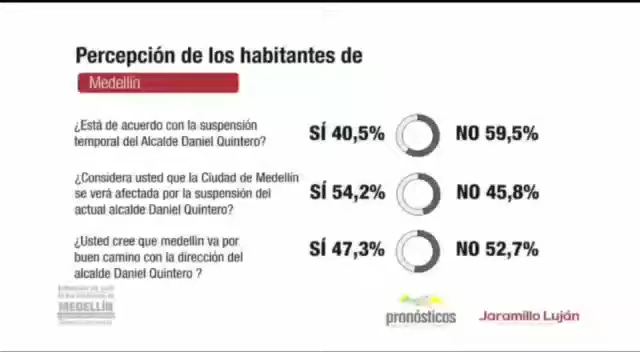 Percepción de los habitantes de
Medellín
¿Está de acuerdo con la suspensión
temporal del Alcalde Daniel Quintero?
SÍ 40,5%
NO 59,5%
¿Considera usted que la Ciudad de Medellín
se verá afectada por la suspensión del
actual alcalde Daniel Quintero?
SÍ 54,2%
NO 45,8%
¿Usted cree que medellin va por
buen camino con la dirección del
alcalde Daniel Quintero ?
SÍ 47,3%
NO 52,7%
MEDELLÍN
pronósticos
Jaramillo Luján